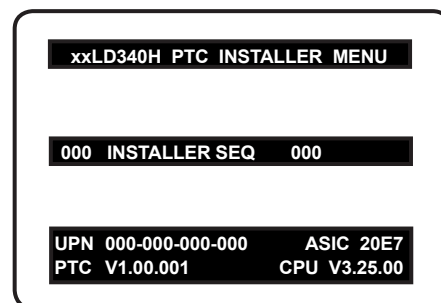 xxLD340H PTC INSTALLER MENU
000 INSTALLER SEQ 000
UPN 000-000-000-000 ASIC 20E7
PTC V1.00.001 CPU V3.25.00